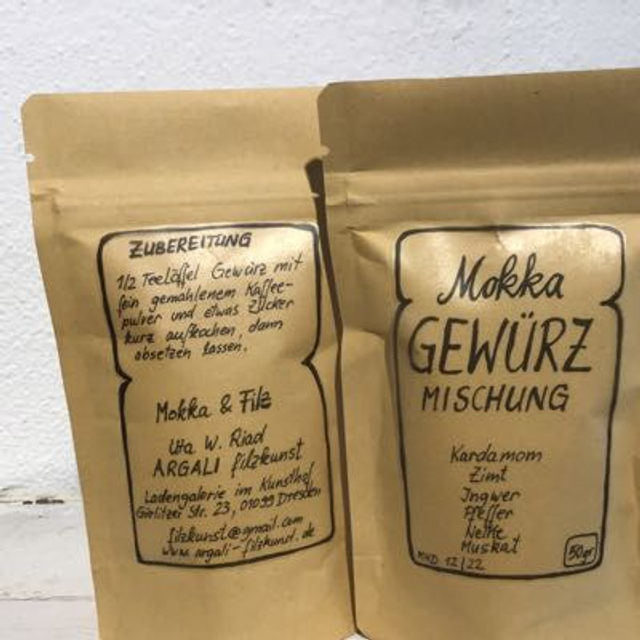 ZUBEREITUNG
1/2 Teelöffel Gewürz mit
fein gemahlenem Kaffee-
pulver und etwas Zucker
kurz aufkochen, dann
absetzen lassen.
Mokka & Filz
Uta W. Riad
ARGALI filzkunst
Ladengalerie im Kunsthof
Görlitzer Str. 23, 01099 Dresden
filzkunst@gmail.com
www.argali-filzkunst.de
Mokka
GEWÜRZ
MISCHUNG
Kardamom
Zimt
Ingwer
Pfeffer
Nelke
Muskat
MHD 12/22
50gr